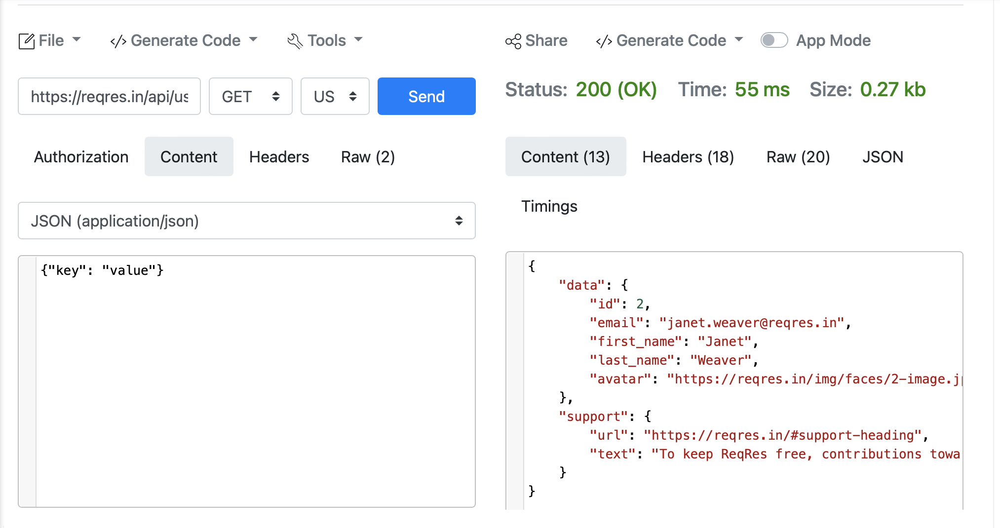 File
</> Generate Code
Tools
Share
</> Generate Code
App Mode
https://reqres.in/api/us
GET
US
Send
Status: 200 (OK) Time: 55 ms Size: 0.27 kb
Authorization Content Headers Raw (2)
Content (13) Headers (18) Raw (20) JSON
Timings
JSON (application/json)
{"key": "value"}
{
"data": {
"id": 2,
"email": "janet.weaver@reqres.in",
"first_name": "Janet",
"last_name": "Weaver",
"avatar": "https://reqres.in/img/faces/2-image.jp
},
"support": {
"url": "https://reqres.in/#support-heading",
"text": "To keep ReqRes free, contributions towa
}
}